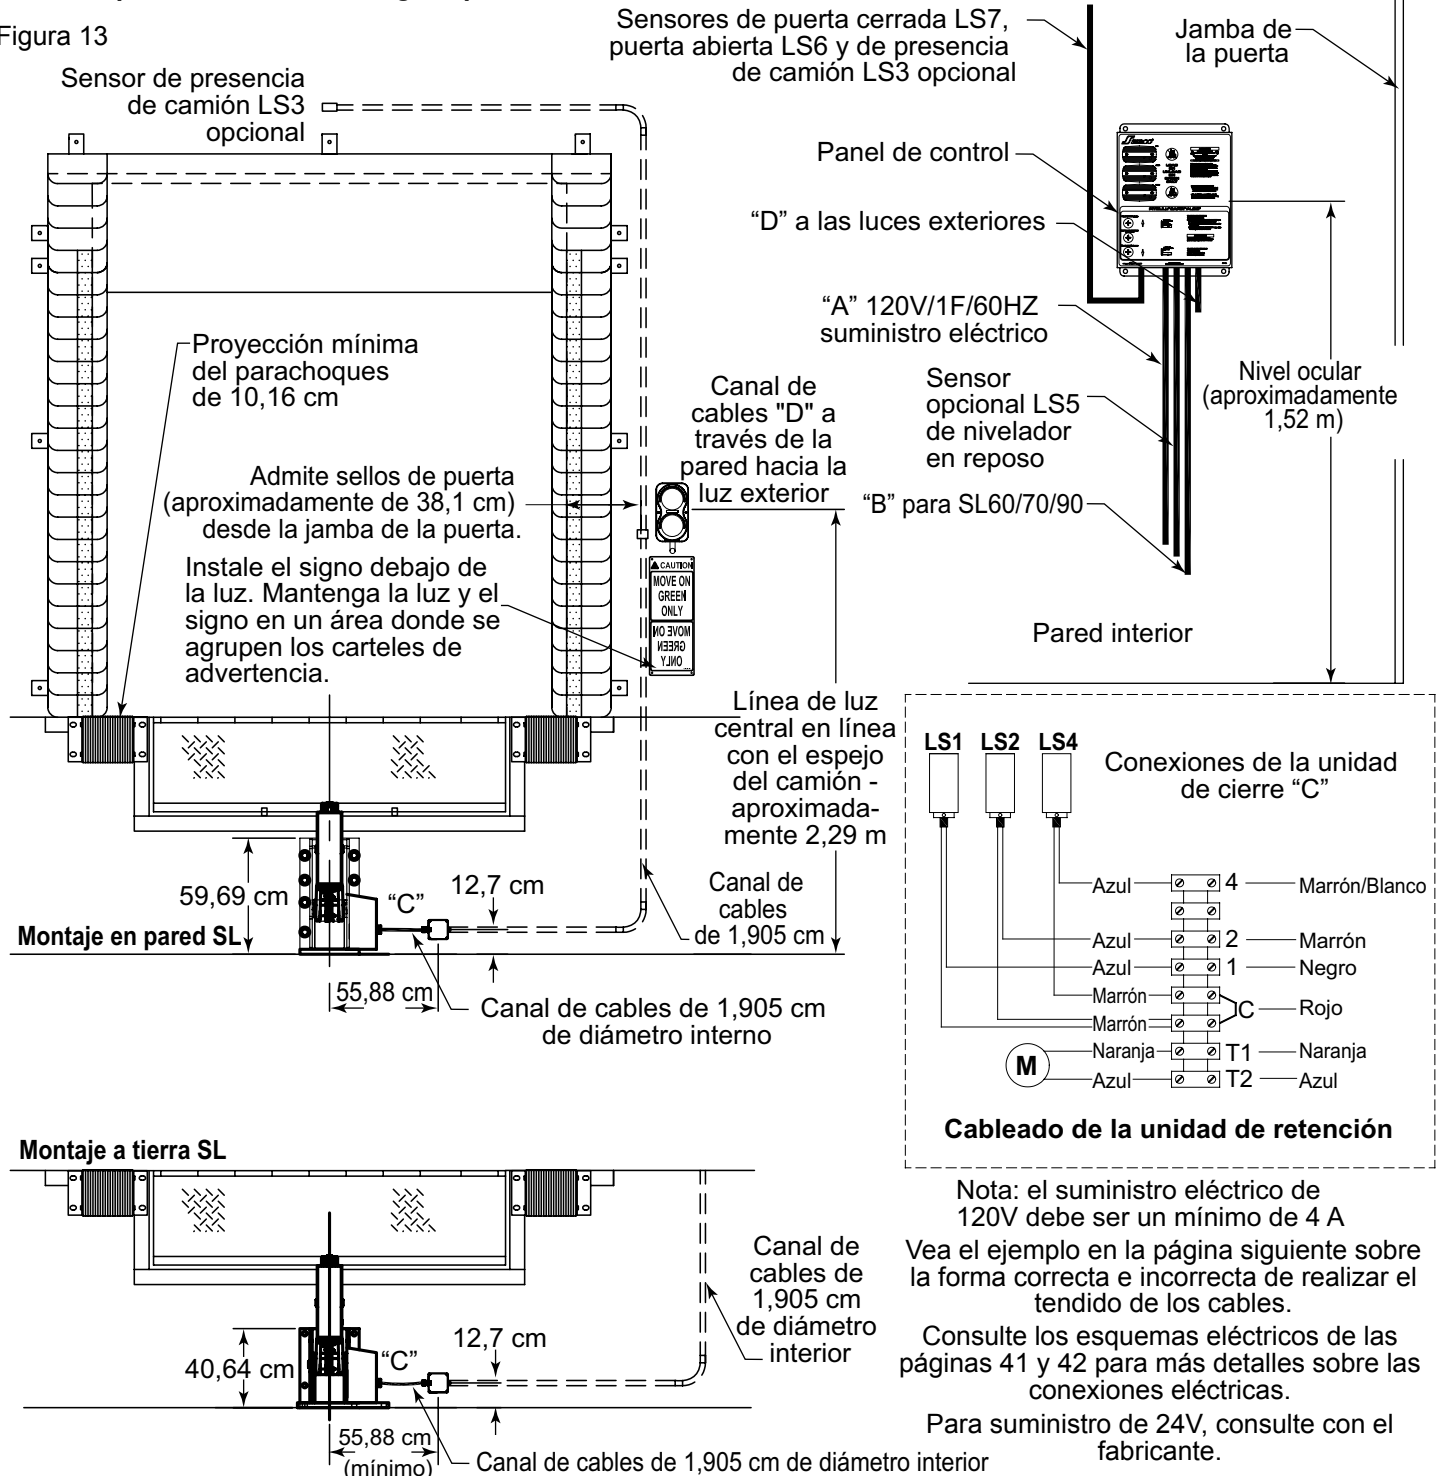 Figura 13
Sensor de presencia
de camión LS3
opcional
Sensores de puerta cerrada LS7,
puerta abierta LS6 y de presencia
de camión LS3 opcional
Jamba de
la puerta
Panel de control
“D” a las luces exteriores
“A” 120V/1F/60HZ
suministro eléctrico
Sensor
opcional LS5
de nivelador
en reposo
“B” para SL60/70/90
Nivel ocular
(aproximadamente
1,52 m)
Pared interior
Proyección mínima
del parachoques
de 10,16 cm
Canal de
cables "D" a
través de la
pared hacia la
luz exterior
Admite sellos de puerta
(aproximadamente de 38,1 cm)
desde la jamba de la puerta.
Instale el signo debajo de
la luz. Mantenga la luz y el
signo en un área donde se
agrupen los carteles de
advertencia.
CAUTION
MOVE ON
GREEN
ONLY
MOVE ON
GREEN
ONLY
Línea de luz
central en línea
con el espejo
del camión -
aproximada-
mente 2,29 m
59,69 cm
“C”
12,7 cm
Canal de
cables
de 1,905 cm
Montaje en pared SL
55,88 cm
Canal de cables de 1,905 cm
de diámetro interno
LS1 LS2 LS4
Conexiones de la unidad
de cierre “C”
Azul 4 Marrón/Blanco
Azul 2 Marrón
Azul 1 Negro
Marrón
C Rojo
Marrón
M
Naranja T1 Naranja
Azul T2 Azul
Cableado de la unidad de retención
Montaje a tierra SL
40,64 cm
“C”
12,7 cm
Canal de
cables de
1,905 cm
de diámetro
interior
55,88 cm
(mínimo)
Canal de cables de 1,905 cm de diámetro interior
Nota: el suministro eléctrico de
120V debe ser un mínimo de 4 A
Vea el ejemplo en la página siguiente sobre
la forma correcta e incorrecta de realizar el
tendido de los cables.
Consulte los esquemas eléctricos de las
páginas 41 y 42 para más detalles sobre las
conexiones eléctricas.
Para suministro de 24V, consulte con el
fabricante.